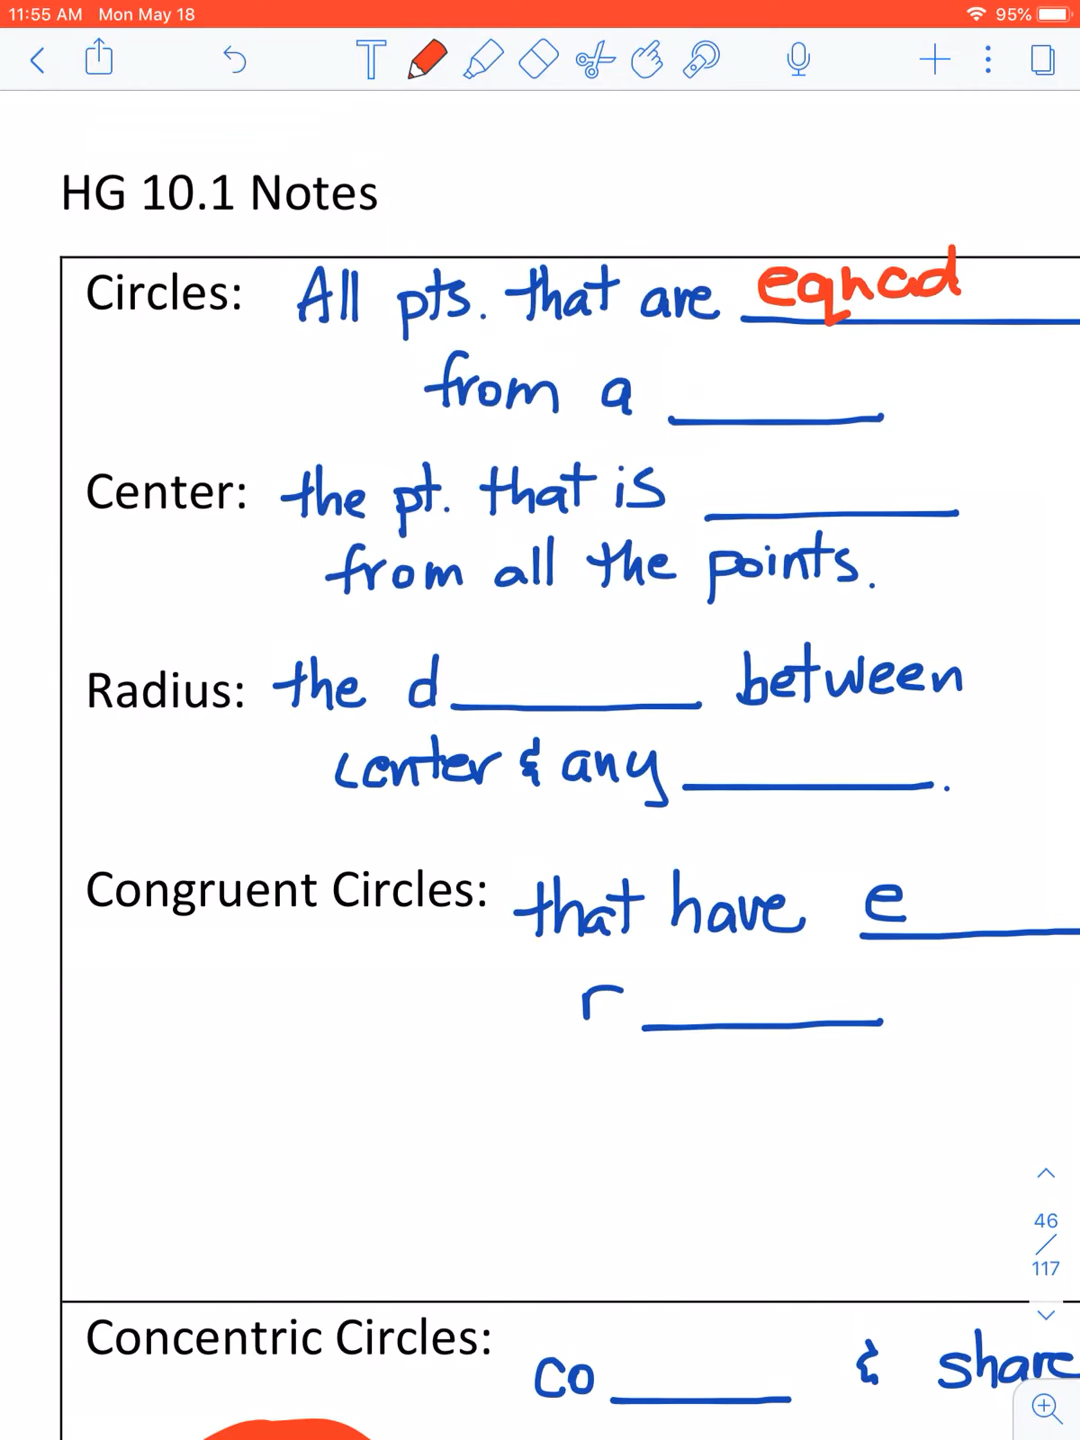 11:55 AM Mon May 18 95%
T
HG 10.1 Notes
Circles: All pts. that are eqhcd
from a
Center: the pt. that is
from all the points.
Radius: the d between
center & any .
Congruent Circles: that have e
r
46
/
117
Concentric Circles: co & share